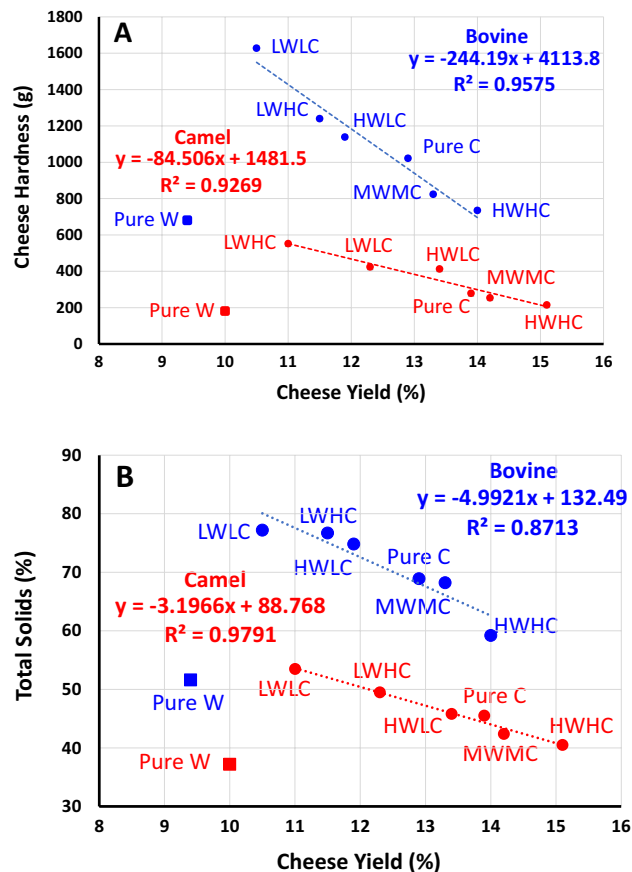 A
Bovine
y = -244.19x + 4113.8
R² = 0.9575
Camel
y = -84.506x + 1481.5
R² = 0.9269
LWLC
LWHC
HWLC
Pure C
MWMC
HWHC
Pure W
LWHC
LWLC
HWLC
MWMC
Pure C
HWHC
Pure W
Cheese Hardness (g)
1800
1600
1400
1200
1000
800
600
400
200
0
8 9 10 11 12 13 14 15 16
Cheese Yield (%)
B
Bovine
y = -4.9921x + 132.49
R² = 0.8713
Camel
y = -3.1966x + 88.768
R² = 0.9791
LWLC
LWHC
HWLC
Pure C
MWMC
HWHC
Pure W
LWLC
LWHC
HWLC
Pure C
MWMC
HWHC
Pure W
Total Solids (%)
90
80
70
60
50
40
30
8 9 10 11 12 13 14 15 16
Cheese Yield (%)